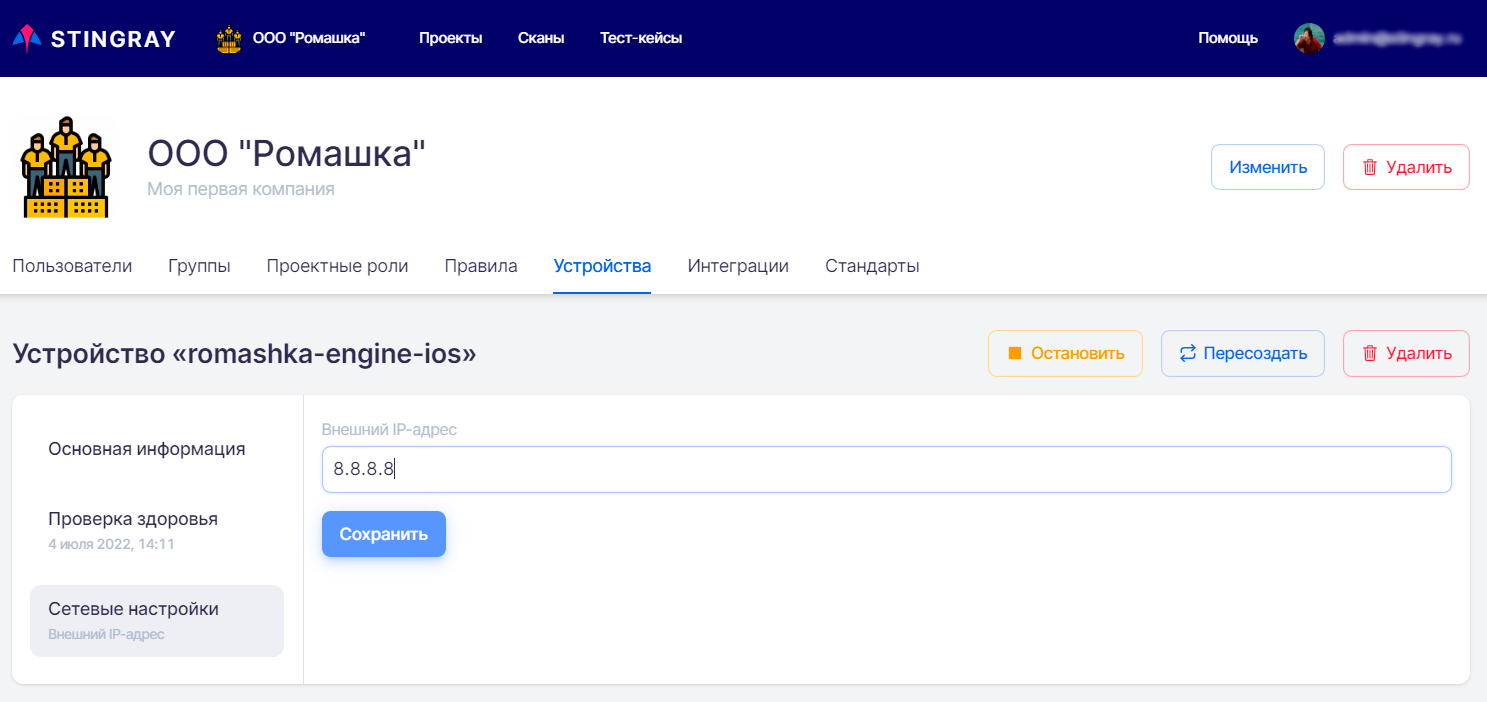 STINGRAY
ООО "Ромашка"
Проекты
Сканы
Тест-кейсы
Помощь
ООО "Ромашка"
Моя первая компания
Изменить
Удалить
Пользователи
Группы
Проектные роли
Правила
Устройства
Интеграции
Стандарты
Устройство «romashka-engine-ios»
Остановить
Пересоздать
Удалить
Основная информация
Проверка здоровья
4 июля 2022, 14:11
Сетевые настройки
Внешний IP-адрес
Внешний IP-адрес
8.8.8.8
Сохранить